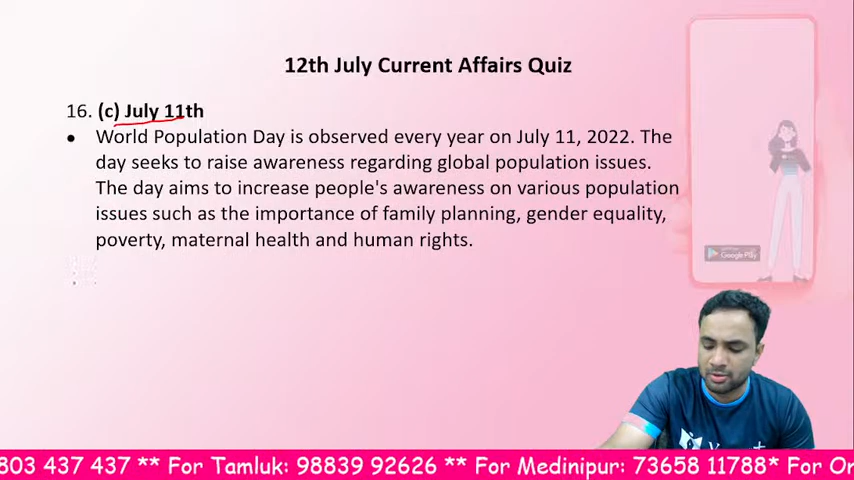 12th July Current Affairs Quiz
16. (c) July 11th
• World Population Day is observed every year on July 11, 2022. The
day seeks to raise awareness regarding global population issues.
The day aims to increase people's awareness on various population
issues such as the importance of family planning, gender equality,
poverty, maternal health and human rights.
Google Play
803 437 437 ** For Tamluk: 98839 92626 ** For Medinipur: 73658 11788* For Or